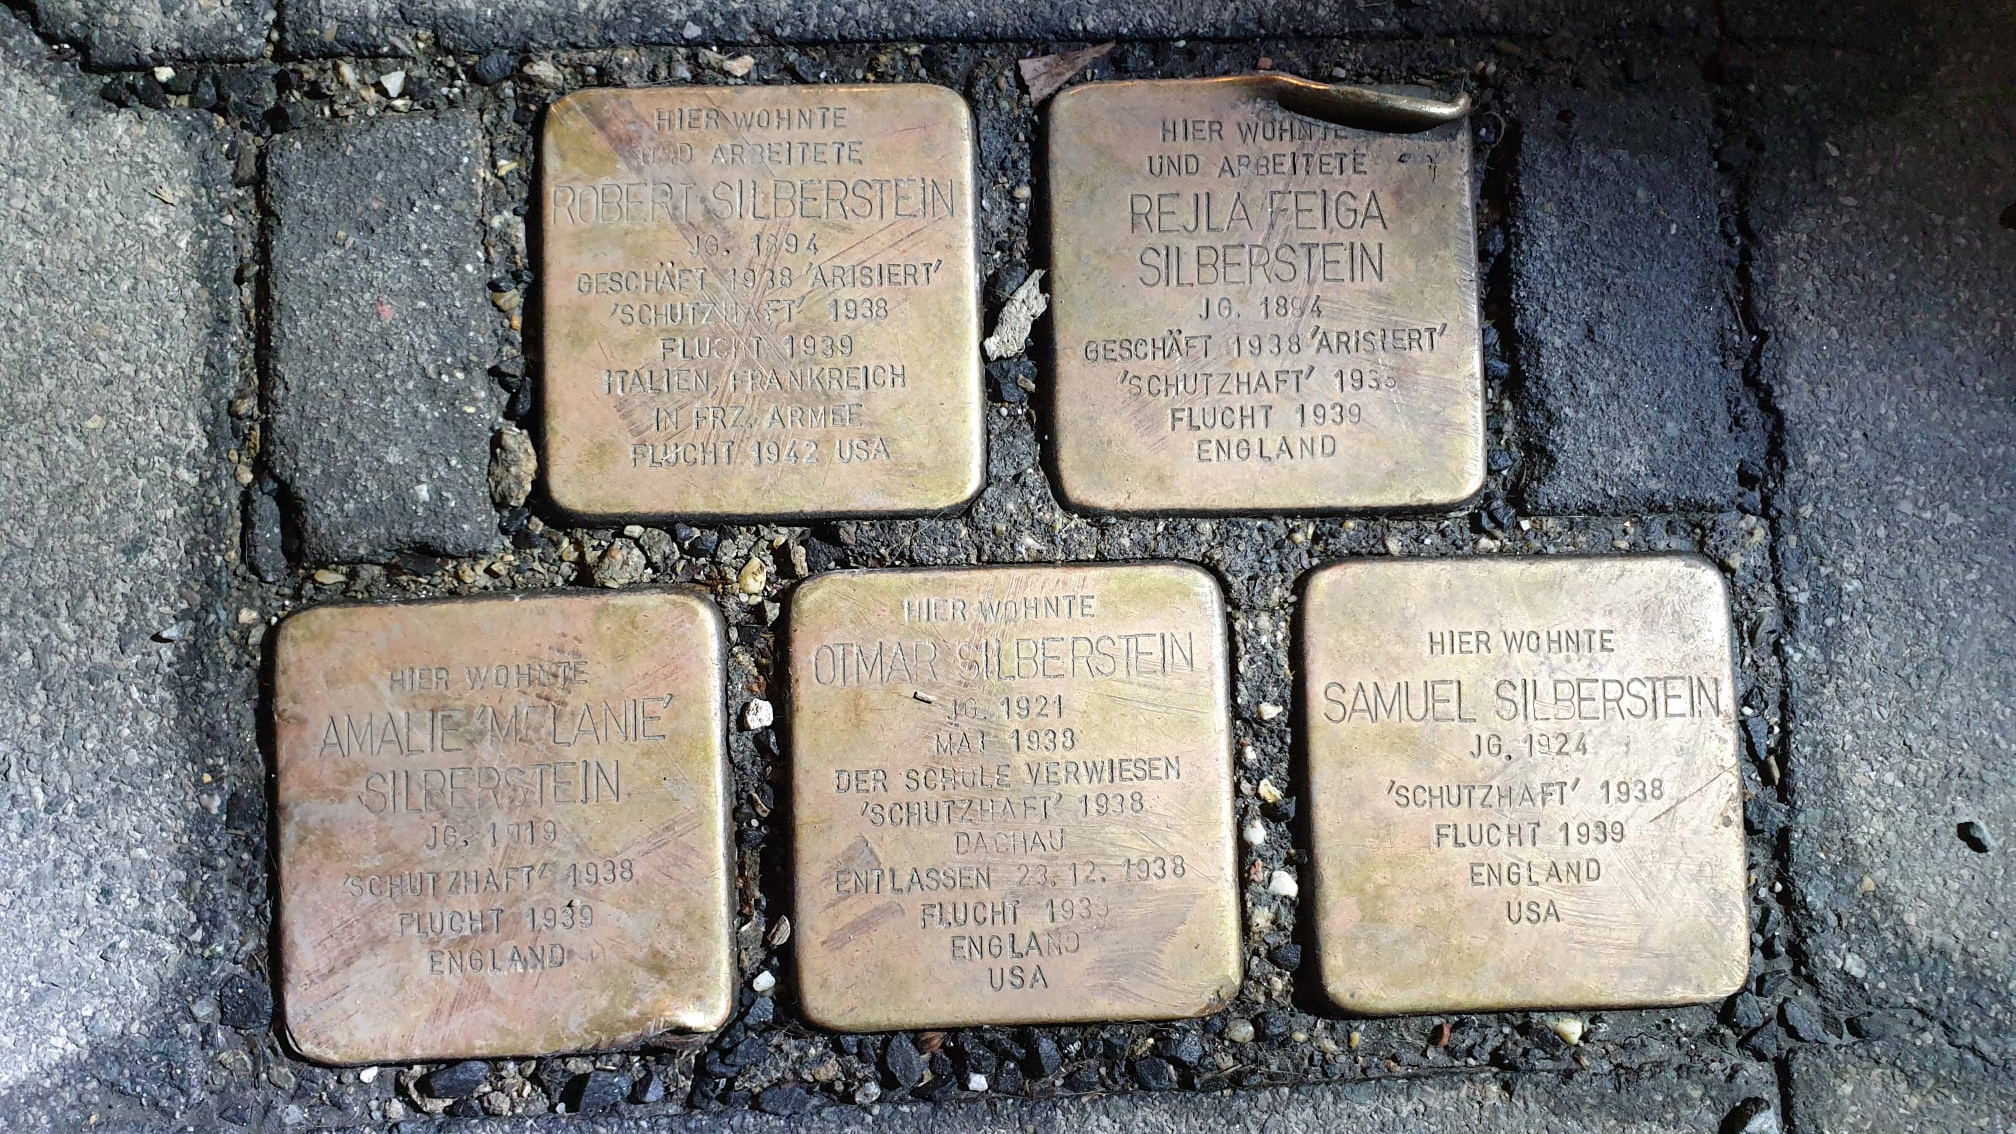 HIER WOHNTE
UND ARBEITETE
ROBERT SILBERSTEIN
JG. 1894
GESCHÄFT 1938 'ARISIERT'
'SCHUTZHAFT' 1938
FLUCHT 1939
ITALIEN, FRANKREICH
IN FRZ. ARMEE
FLUCHT 1942 USA
HIER WOHNTE
UND ARBEITETE
REJLA FEIGA
SILBERSTEIN
JG. 1894
GESCHÄFT 1938 'ARISIERT'
'SCHUTZHAFT' 1938
FLUCHT 1939
ENGLAND
HIER WOHNTE
AMALIE 'MELANIE'
SILBERSTEIN
JG. 1919
'SCHUTZHAFT' 1938
FLUCHT 1939
ENGLAND
HIER WOHNTE
OTMAR SILBERSTEIN
JG. 1921
MAI 1938
DER SCHULE VERWIESEN
'SCHUTZHAFT' 1938
DACHAU
ENTLASSEN 23.12.1938
FLUCHT 1939
ENGLAND
USA
HIER WOHNTE
SAMUEL SILBERSTEIN
JG. 1924
'SCHUTZHAFT' 1938
FLUCHT 1939
ENGLAND
USA